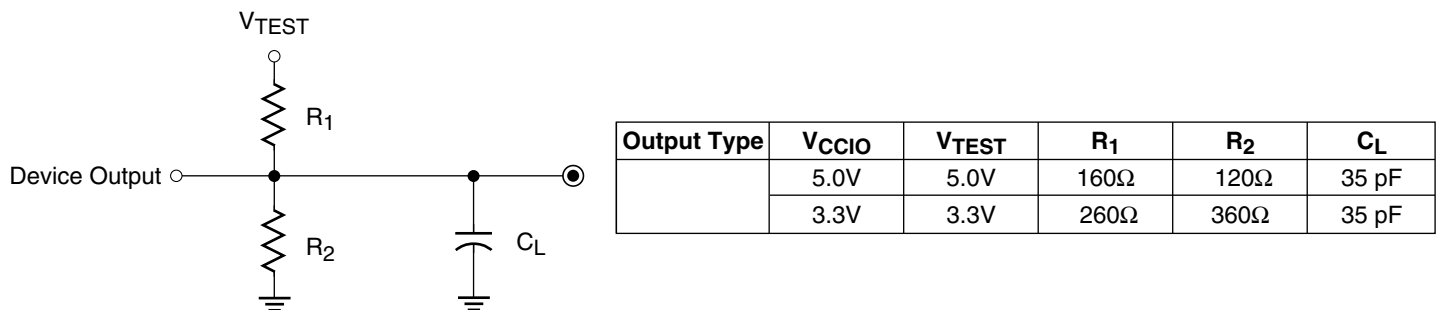 VTEST
R1
Device Output
R2
CL
Output Type VCCIO VTEST R1 R2 CL
5.0V 5.0V 160Ω 120Ω 35 pF
3.3V 3.3V 260Ω 360Ω 35 pF